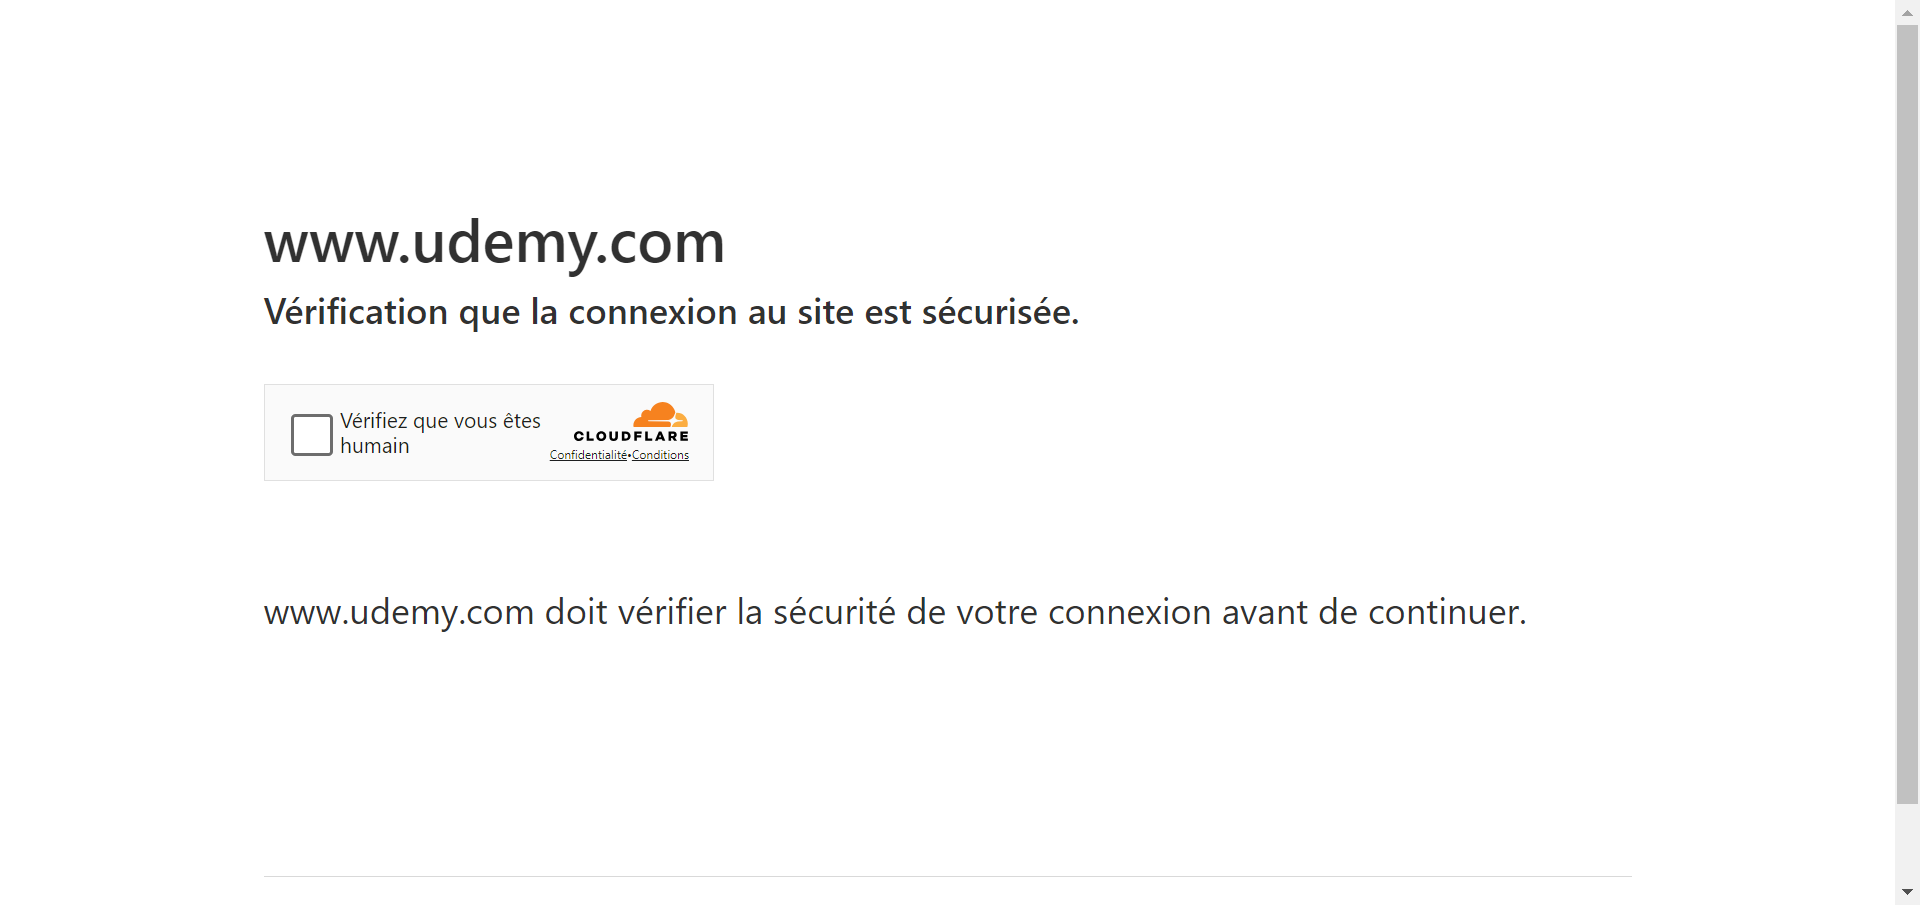 www.udemy.com
Vérification que la connexion au site est sécurisée.
Vérifiez que vous êtes
humain
CLOUDFLARE
Confidentialité•Conditions
www.udemy.com doit vérifier la sécurité de votre connexion avant de continuer.